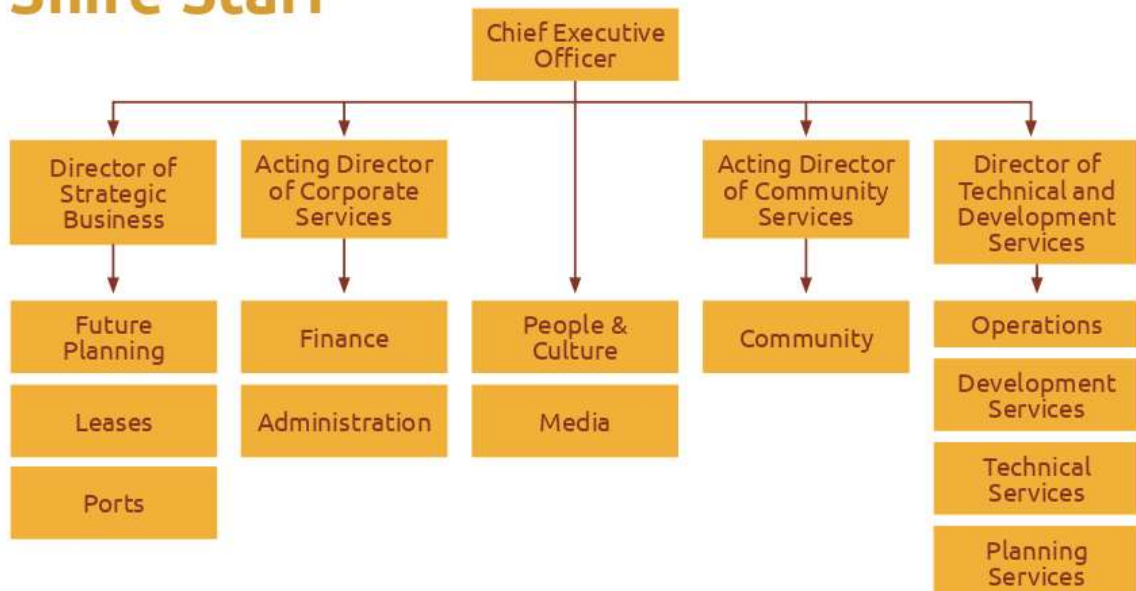 Shire Staff
Chief Executive
Officer
Director of
Strategic
Business
Acting Director
of Corporate
Services
Acting Director
of Community
Services
Director of
Technical and
Development
Services
Future
Planning
Leases
Ports
Finance
Administration
People &
Culture
Media
Community
Operations
Development
Services
Technical
Services
Planning
Services